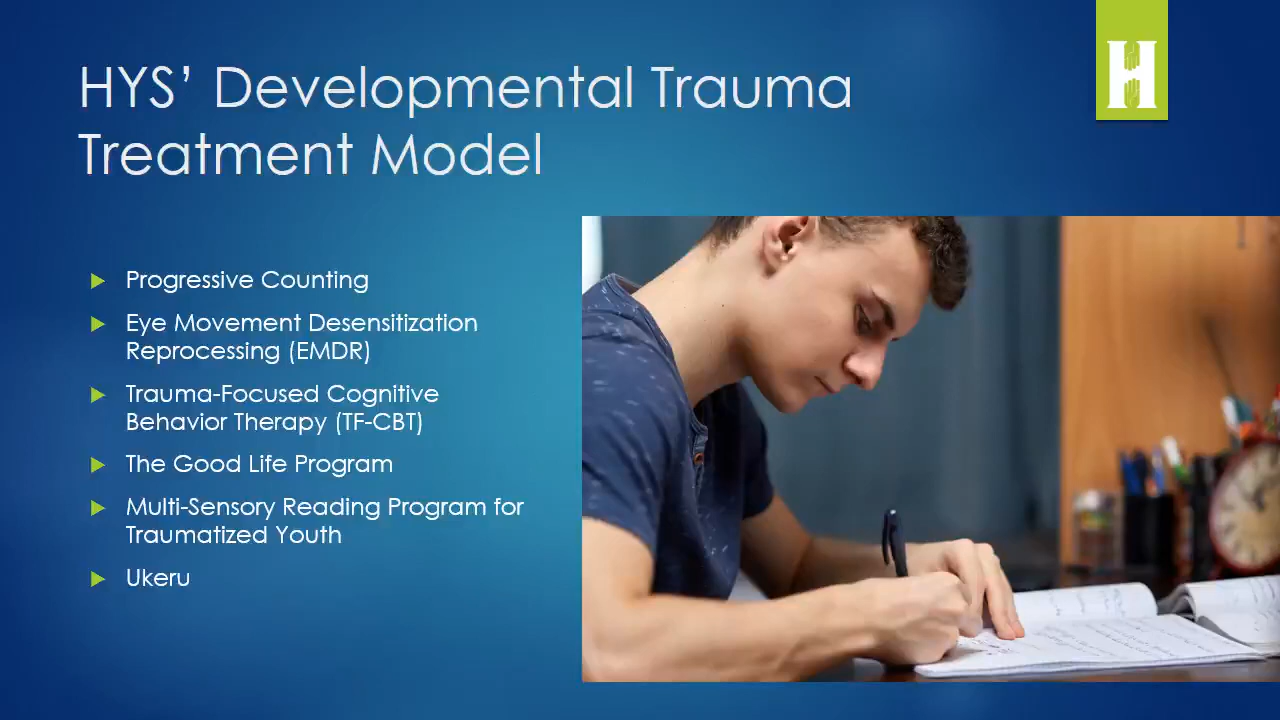 HYS’ Developmental Trauma
Treatment Model
Progressive Counting
Eye Movement Desensitization
Reprocessing (EMDR)
Trauma-Focused Cognitive
Behavior Therapy (TF-CBT)
The Good Life Program
Multi-Sensory Reading Program for
Traumatized Youth
Ukeru
H